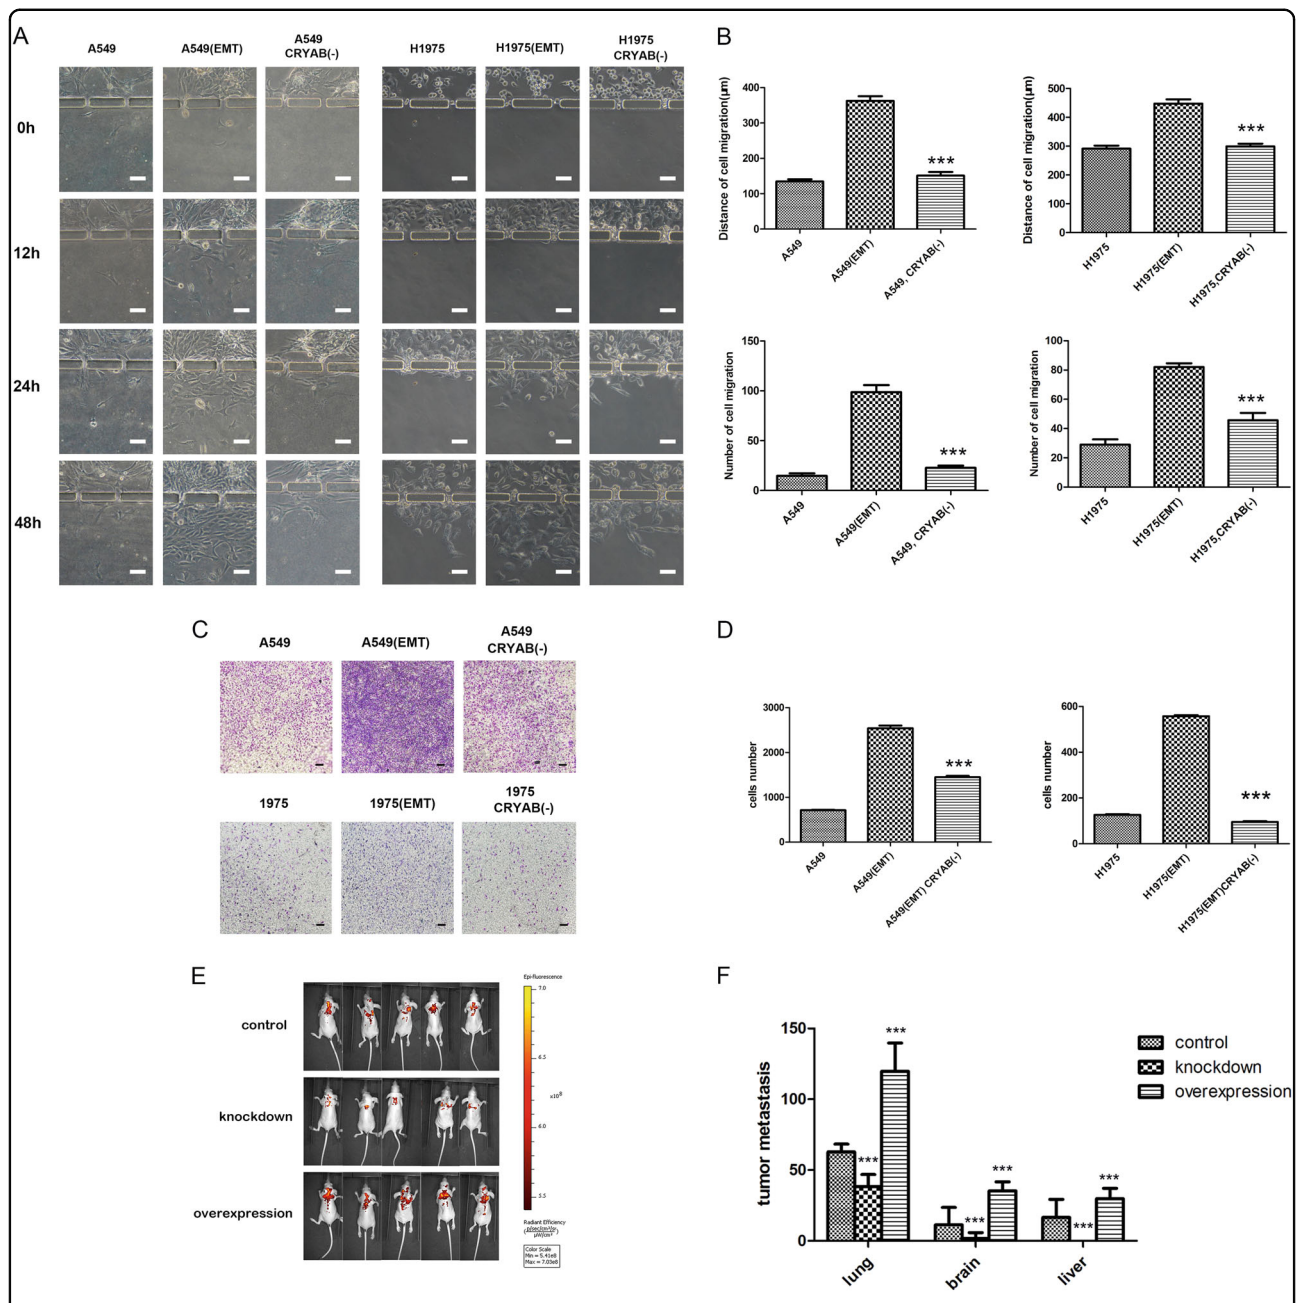 A
A549
A549(EMT)
A549
CRYAB(-)
H1975
H1975(EMT)
H1975
CRYAB(-)
0h
12h
24h
48h
B
Distance of cell migration(μm)
400
300
200
100
0
A549
A549(EMT)
A549, CRYAB(-)
Distance of cell migration(μm)
500
400
300
200
100
0
H1975
H1975(EMT)
H1975,CRYAB(-)
***
***
Number of cell migration
150
100
50
0
A549
A549(EMT)
A549, CRYAB(-)
***
Number of cell migration
100
80
60
40
20
0
H1975
H1975(EMT)
H1975,CRYAB(-)
***
C
A549
A549(EMT)
A549
CRYAB(-)
1975
1975(EMT)
1975
CRYAB(-)
D
cells number
3000
2000
1000
0
A549
A549(EMT)
A549(EMT) CRYAB(-)
***
cells number
600
400
200
0
H1975
H1975(EMT)
H1975(EMT)CRYAB(-)
***
E
control
knockdown
overexpression
Epi-fluorescence
7.0
6.5
x10⁸
6.0
5.5
Radiant Efficiency
(p/sec/cm²/sr
μW/cm²)
Color Scale
Min = 5.41e8
Max = 7.03e8
F
tumor metastasis
150
100
50
0
***
***
***
***
***
***
lung
brain
liver
control
knockdown
overexpression